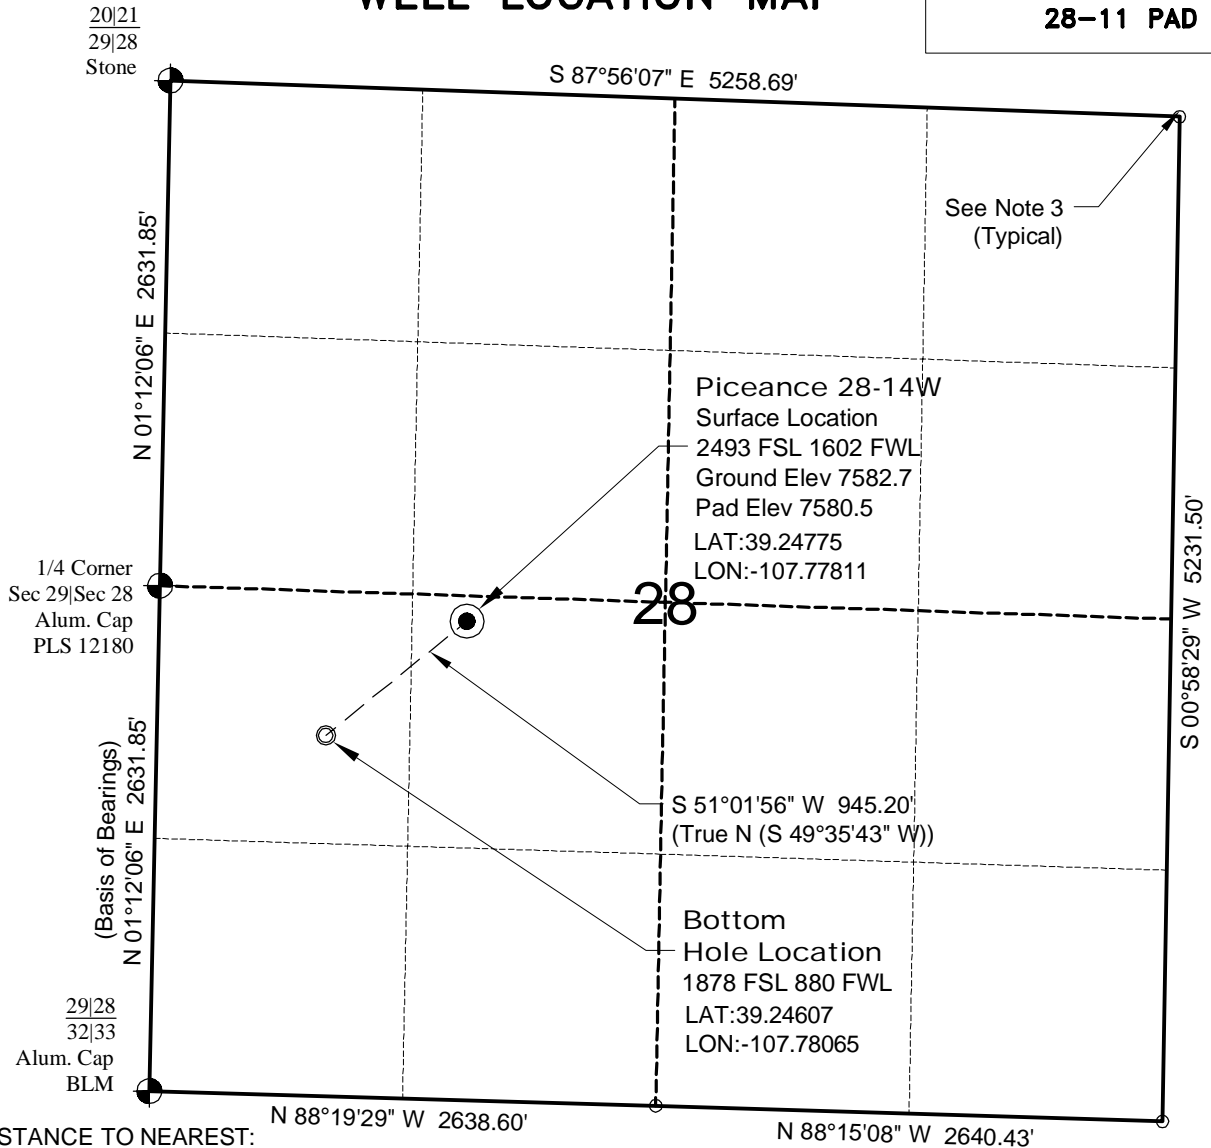 WELL LOCATION MAP
28-11 PAD
20|21
29|28
Stone
S 87°56'07" E 5258.69'
See Note 3
(Typical)
N 01°12'06" E 2631.85'
Piceance 28-14W
Surface Location
2493 FSL 1602 FWL
Ground Elev 7582.7
Pad Elev 7580.5
LAT:39.24775
LON:-107.77811
1/4 Corner
Sec 29|Sec 28
Alum. Cap
PLS 12180
28
S 00°58'29" W 5231.50'
(Basis of Bearings)
N 01°12'06" E 2631.85'
S 51°01'56" W 945.20'
(True N (S 49°35'43" W))
Bottom
Hole Location
1878 FSL 880 FWL
LAT:39.24607
LON:-107.78065
29|28
32|33
Alum. Cap
BLM
N 88°19'29" W 2638.60'
N 88°15'08" W 2640.43'
STANCE TO NEAREST: